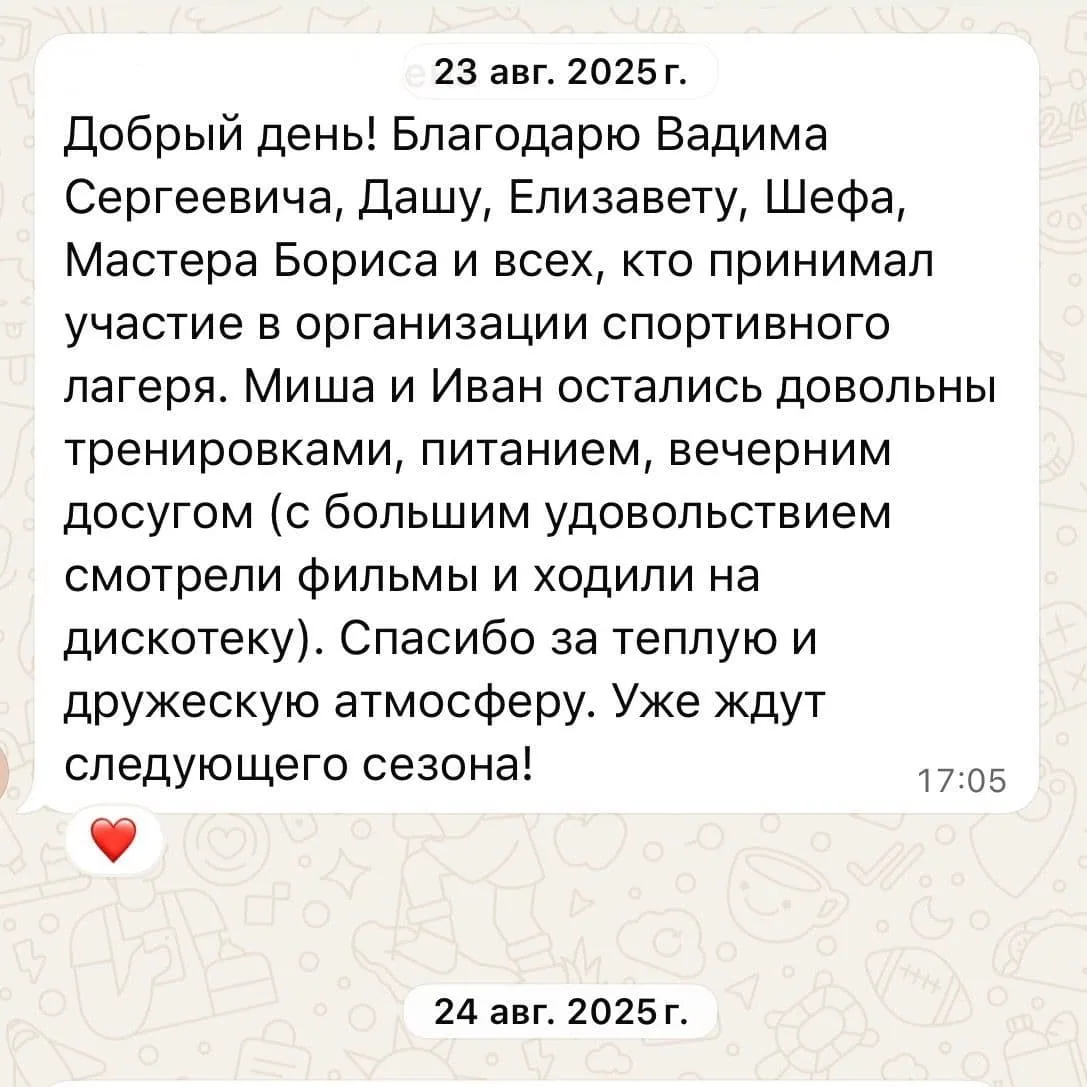 23 авг. 2025 г.
Добрый день! Благодарю Вадима
Сергеевича, Дашу, Елизавету, Шефа,
Мастера Бориса и всех, кто принимал
участие в организации спортивного
лагеря. Миша и Иван остались довольны
тренировками, питанием, вечерним
досугом (с большим удовольствием
смотрели фильмы и ходили на
дискотеку). Спасибо за теплую и
дружескую атмосферу. Уже ждут
следующего сезона!
17:05
24 авг. 2025 г.